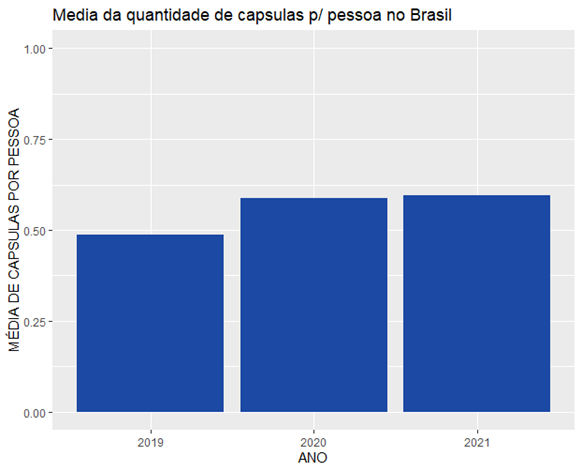 Media da quantidade de capsulas p/ pessoa no Brasil
MÉDIA DE CAPSULAS POR PESSOA
1.00
0.75
0.50
0.25
0.00
2019 2020 2021
ANO